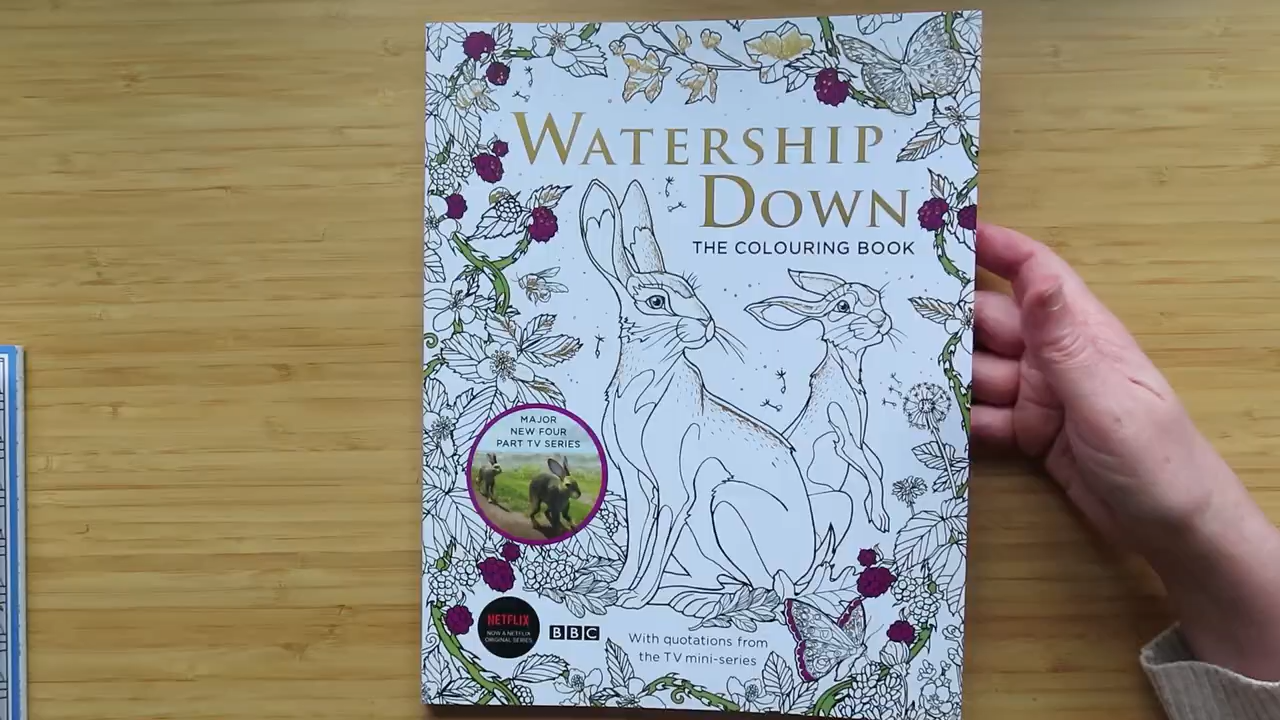 WATERSHIP
DOWN
THE COLOURING BOOK
MAJOR
NEW FOUR
PART TV SERIES
NETFLIX
NOW A NETFLIX
ORIGINAL SERIES
BBC
With quotations from
the TV mini-series